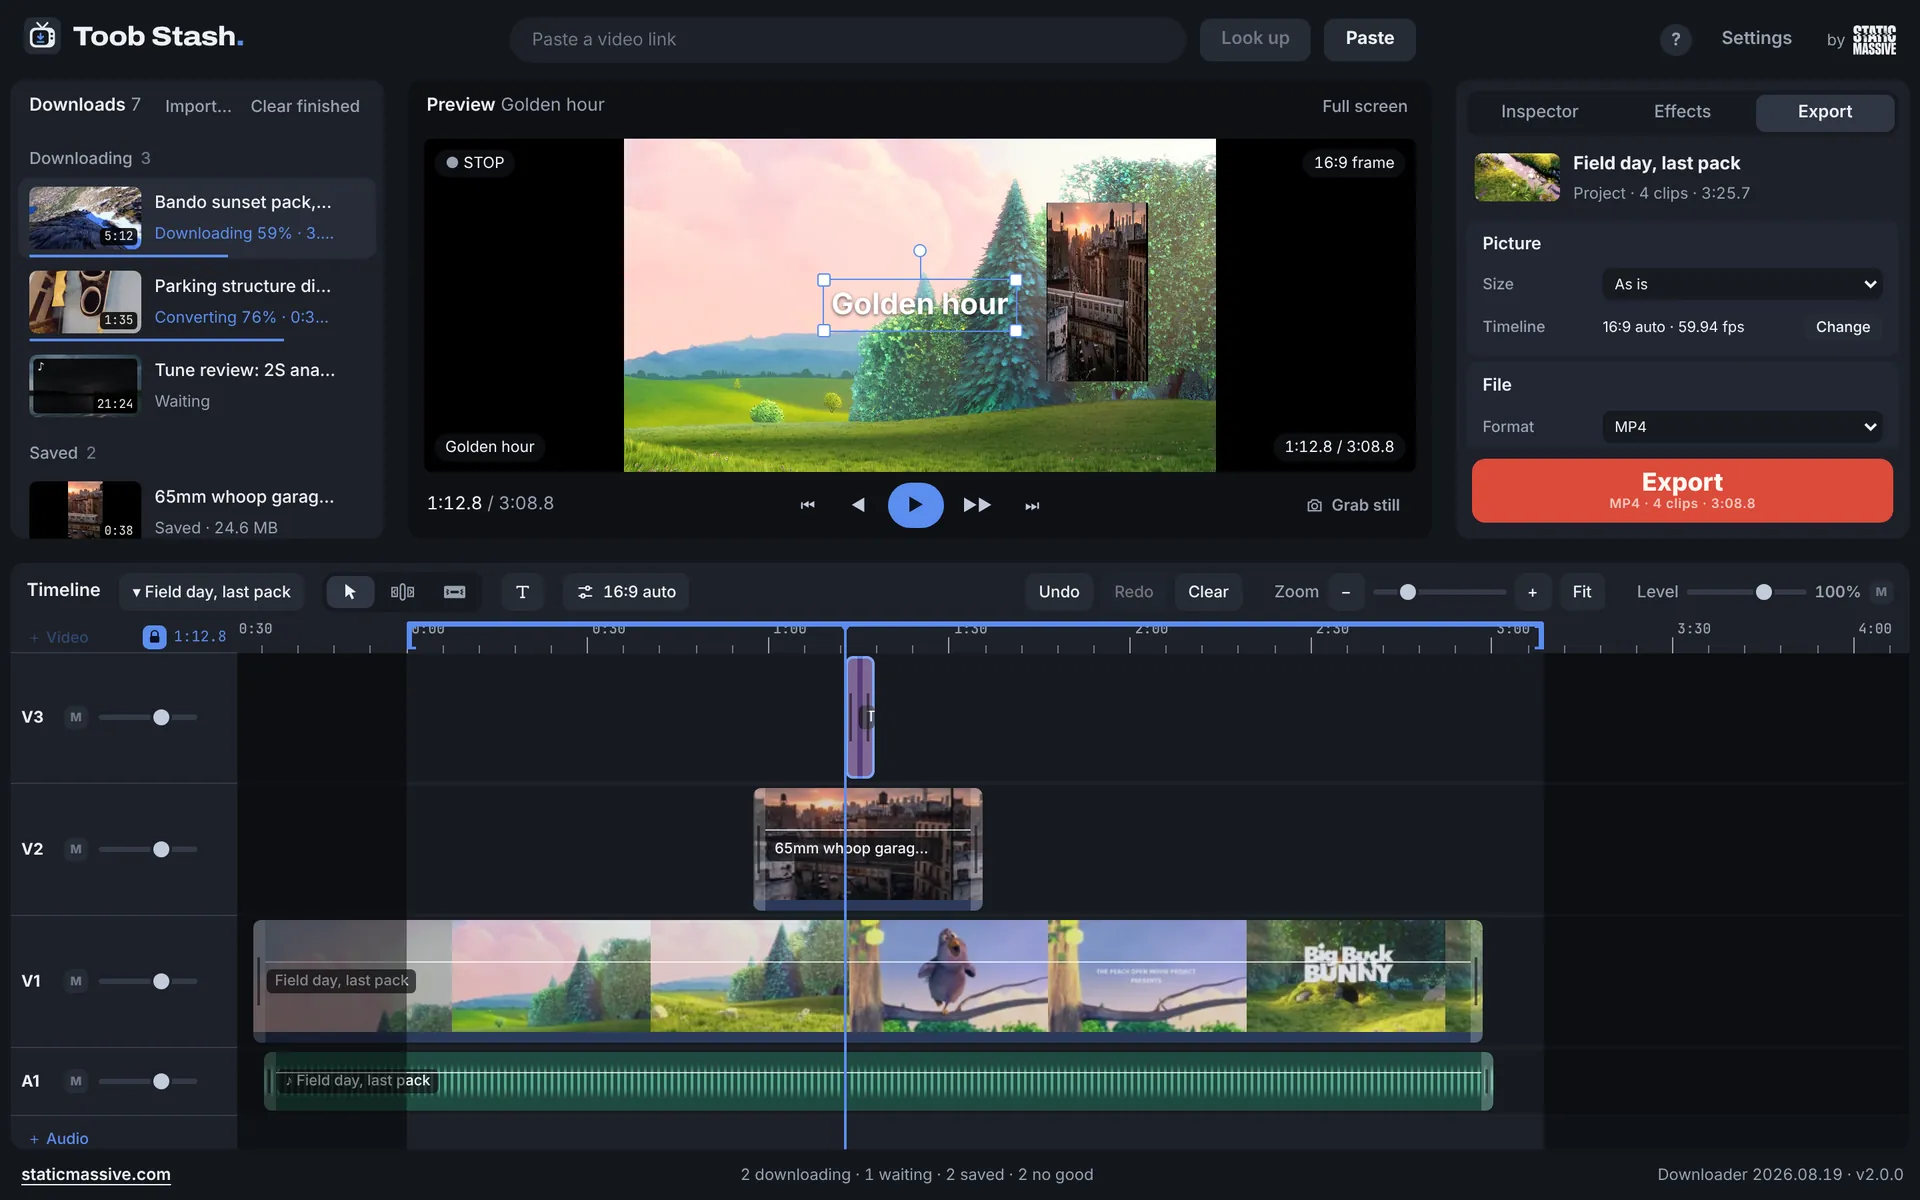 Toob Stash.
Paste a video link
Look up
Paste
?
Settings
by STATIC MASSIVE
Downloads 7
Import...
Clear finished
Downloading 3
5:12
Bando sunset pack,...
Downloading 59% · 3....
1:35
Parking structure di...
Converting 76% · 0:3...
21:24
Tune review: 2S ana...
Waiting
Saved 2
0:38
65mm whoop garag...
Saved · 24.6 MB
Preview Golden hour
Full screen
STOP
16:9 frame
Golden hour
Golden hour
1:12.8 / 3:08.8
1:12.8 / 3:08.8
Grab still
Inspector
Effects
Export
Field day, last pack
Project · 4 clips · 3:25.7
Picture
Size
As is
Timeline
16:9 auto · 59.94 fps
Change
File
Format
MP4
Export
MP4 · 4 clips · 3:08.8
Timeline
▾ Field day, last pack
T
16:9 auto
Undo
Redo
Clear
Zoom
−
+
Fit
Level
100%
M
+ Video
1:12.8
0:30
0:00
0:30
1:00
1:30
2:00
2:30
3:00
3:30
4:00
V3
M
T
V2
M
65mm whoop garag...
V1
M
Field day, last pack
THE PEACH OPEN MOVIE PROJECT
PRESENTS
Big Buck
BUNNY
A1
M
♪ Field day, last pack
+ Audio
staticmassive.com
2 downloading · 1 waiting · 2 saved · 2 no good
Downloader 2026.08.19 · v2.0.0